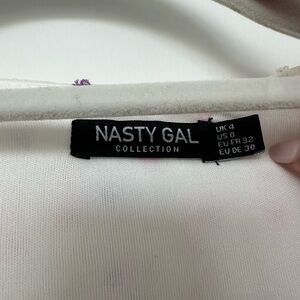 NASTY GAL
COLLECTION
UK 4
US 0
EU FR 32
EU DE 30